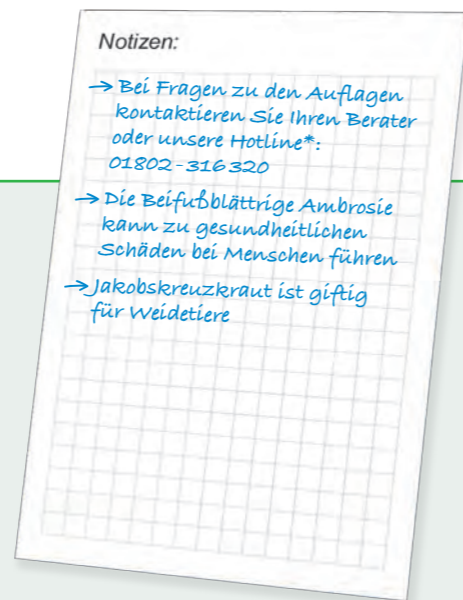 Notizen:
→ Bei Fragen zu den Auflagen
kontaktieren Sie Ihren Berater
oder unsere Hotline*:
01802-316320
→ Die Beifußblättrige Ambrosie
kann zu gesundheitlichen
Schäden bei Menschen führen
→ Jakobskreuzkraut ist giftig
für Weidetiere